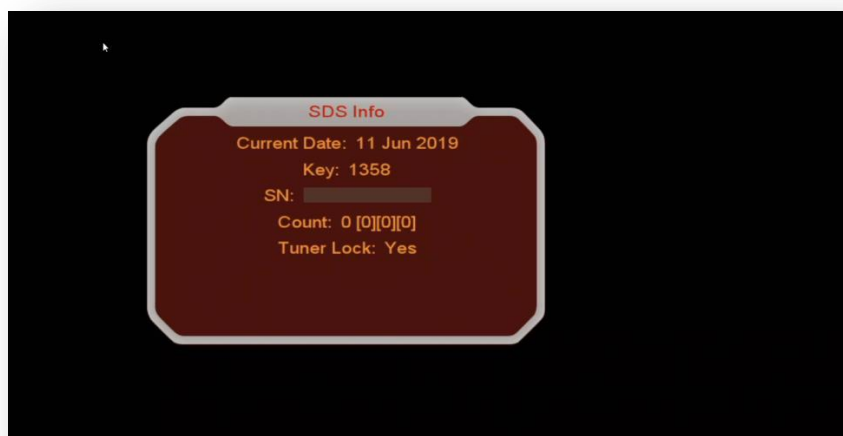 SDS Info
Current Date: 11 Jun 2019
Key: 1358
SN:
Count: 0 [0][0][0]
Tuner Lock: Yes